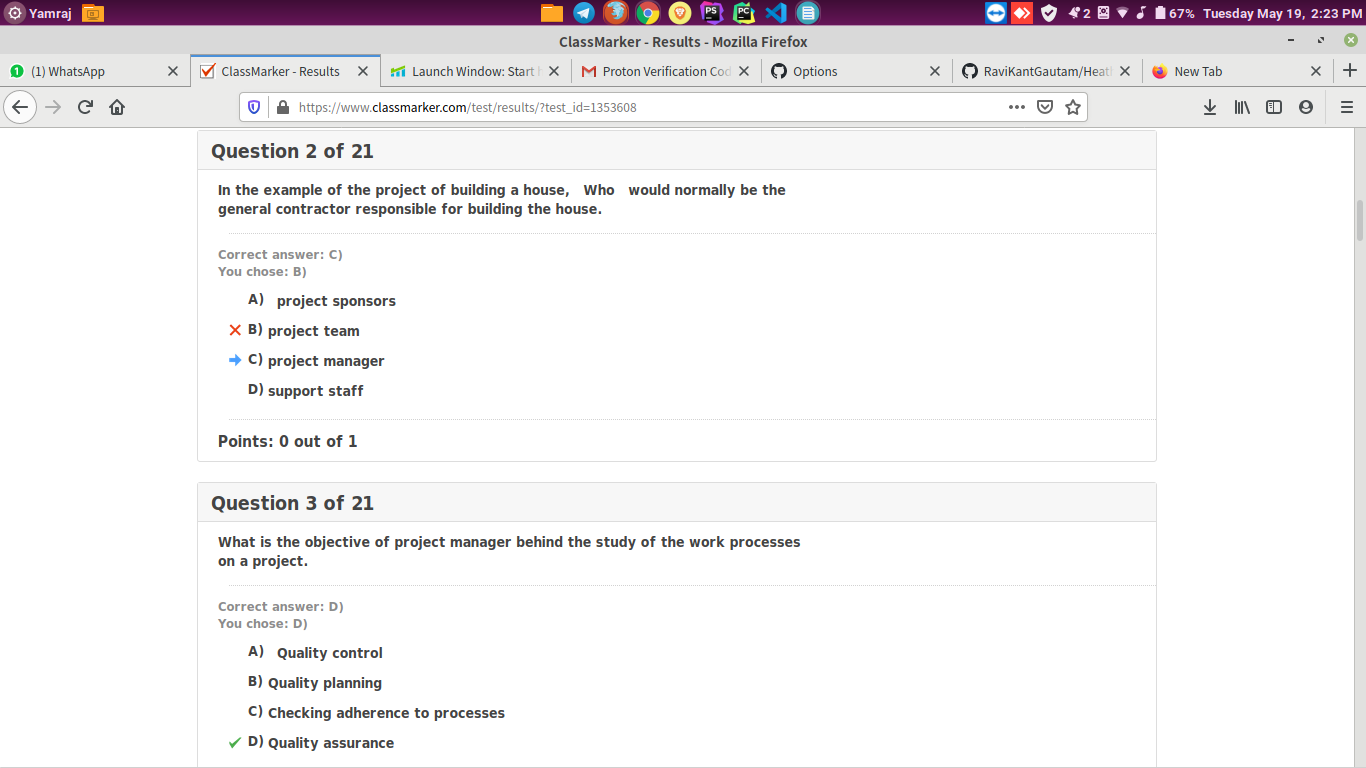 Yamraj
2
67%
Tuesday May 19, 2:23 PM
ClassMarker - Results - Mozilla Firefox
(1) WhatsApp
ClassMarker - Results
Launch Window: Start
Proton Verification Cod
Options
RaviKantGautam/Heat
New Tab
https://www.classmarker.com/test/results/?test_id=1353608
Question 2 of 21
In the example of the project of building a house, Who would normally be the
general contractor responsible for building the house.
Correct answer: C)
You chose: B)
A) project sponsors
B) project team
C) project manager
D) support staff
Points: 0 out of 1
Question 3 of 21
What is the objective of project manager behind the study of the work processes
on a project.
Correct answer: D)
You chose: D)
A) Quality control
B) Quality planning
C) Checking adherence to processes
D) Quality assurance